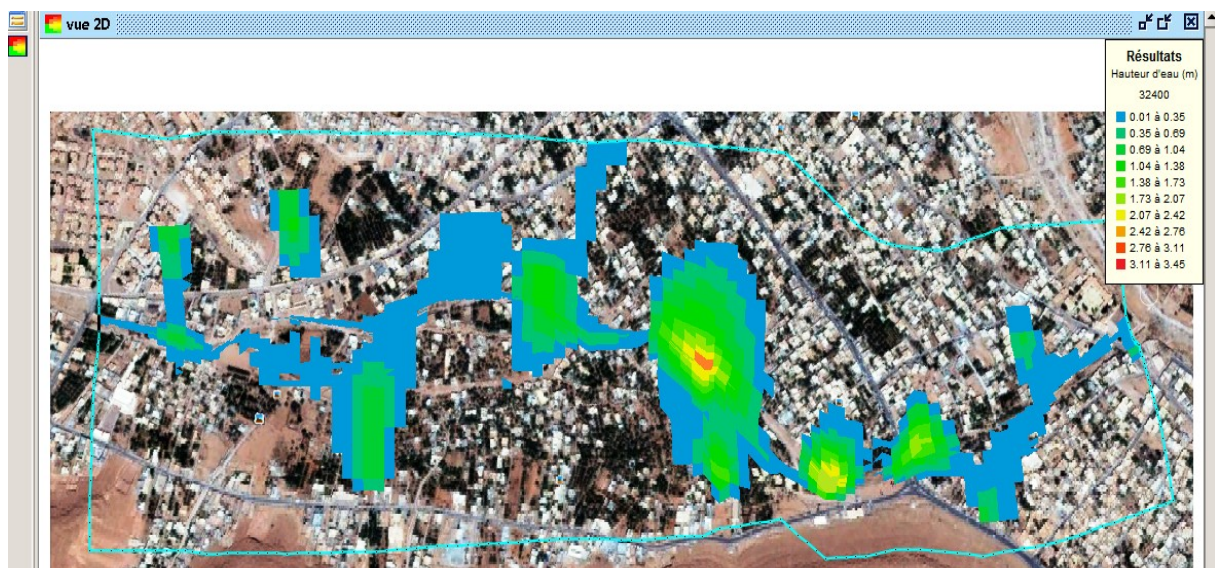 vue 2D
Résultats
Hauteur d'eau (m)
32400
0.01 à 0.35
0.35 à 0.69
0.69 à 1.04
1.04 à 1.38
1.38 à 1.73
1.73 à 2.07
2.07 à 2.42
2.42 à 2.76
2.76 à 3.11
3.11 à 3.45